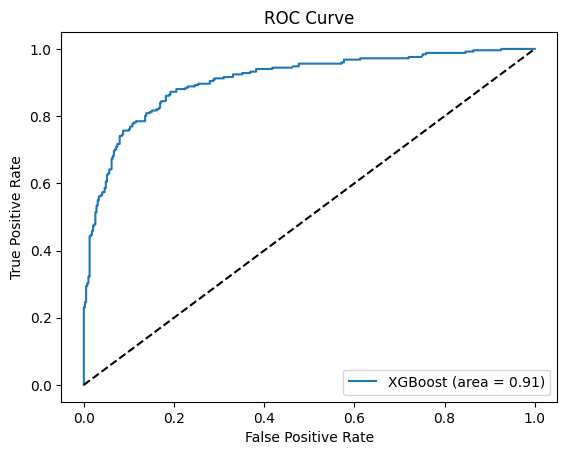 ROC Curve
True Positive Rate
1.0
0.8
0.6
0.4
0.2
0.0
XGBoost (area = 0.91)
0.0 0.2 0.4 0.6 0.8 1.0
False Positive Rate